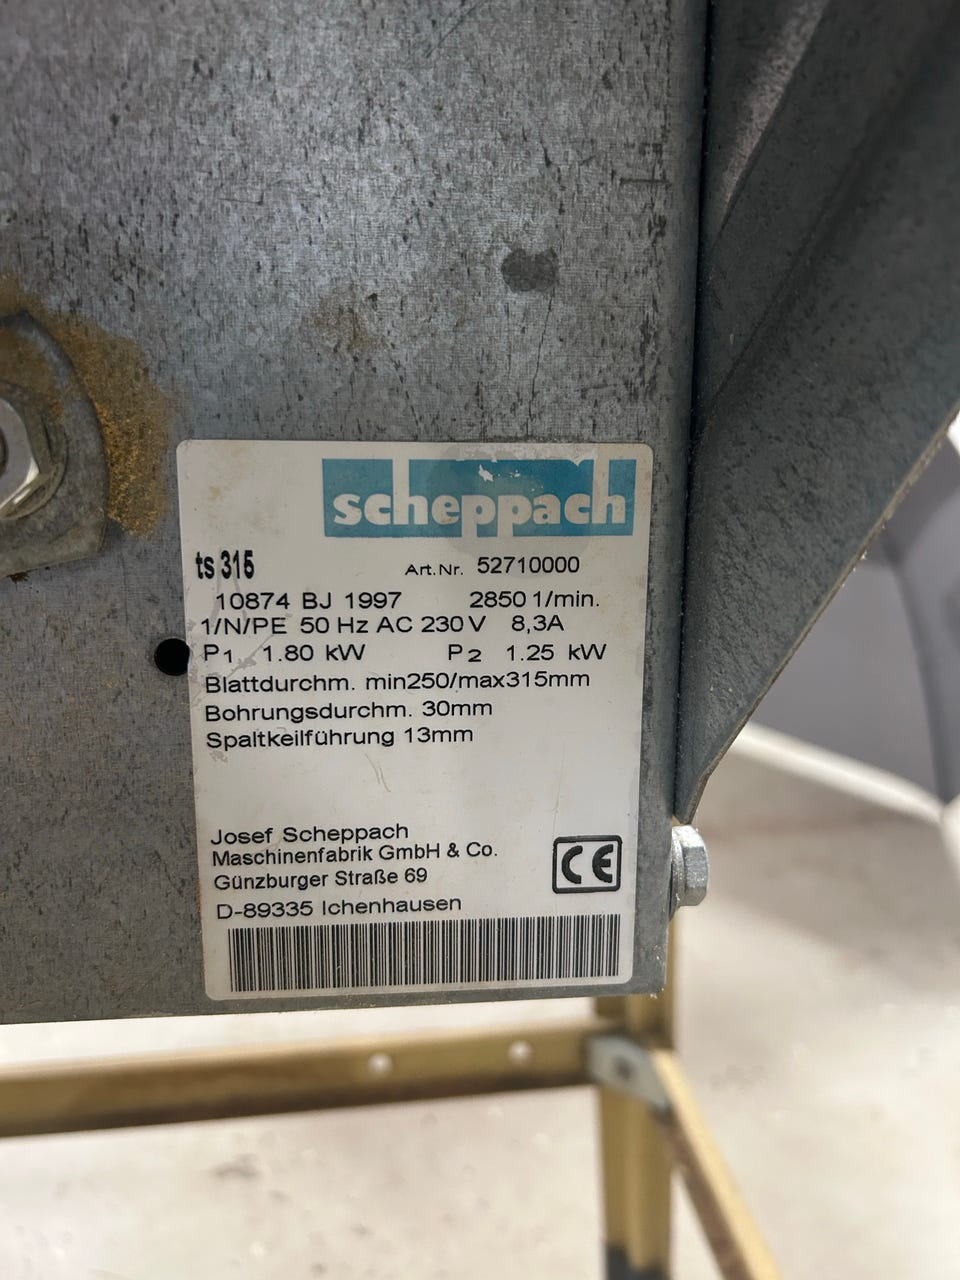 scheppach
ts 315 Art.Nr. 52710000
10874 BJ 1997 2850 1/min.
1/N/PE 50 Hz AC 230 V 8,3A
P1 1.80 kW P2 1.25 kW
Blattdurchm. min250/max315mm
Bohrungsdurchm. 30mm
Spaltkeilführung 13mm
Josef Scheppach
Maschinenfabrik GmbH & Co.
Günzburger Straße 69
D-89335 Ichenhausen
CE